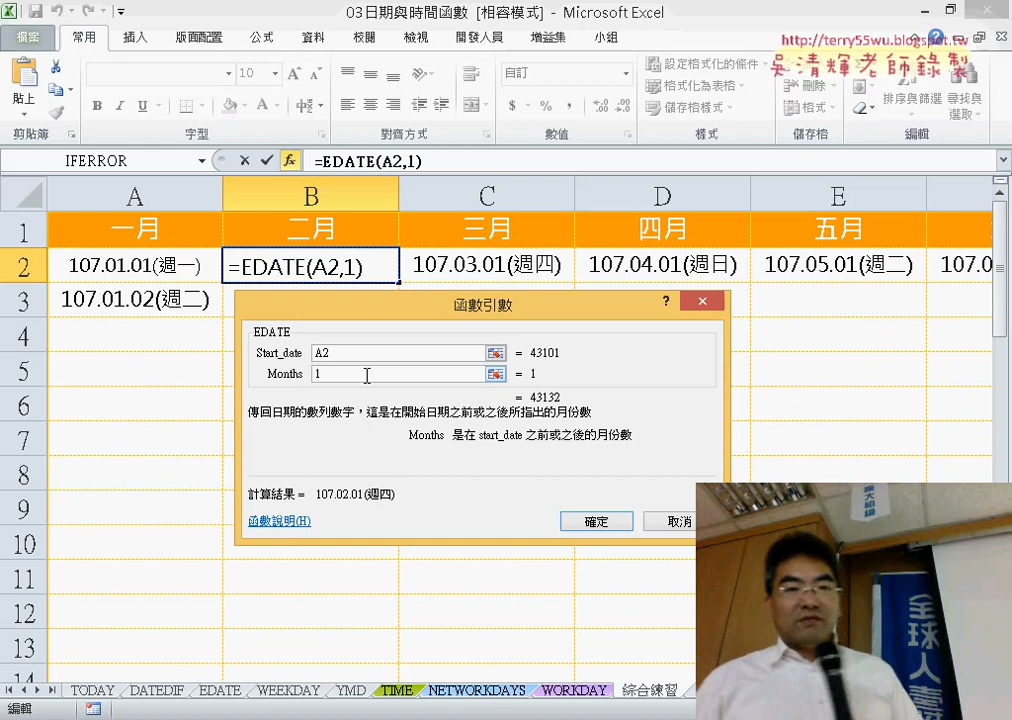 03日期與時間函數 [相容模式] - Microsoft Excel
檔案 常用 插入 版面配置 公式 資料 校閱 檢視 開發人員 增益集 小組
http://terry55wu.blogspot.tw
吳清輝老師錄製
貼上
10
自訂
設定格式化的條件
格式化為表格
儲存格樣式
刪除
格式
排序與篩選 尋找與
選取
剪貼簿 字型 對齊方式 數值 樣式 儲存格 編輯
IFERROR
=EDATE(A2,1)
A B C D E
1 一月 二月 三月 四月 五月
2 107.01.01(週一) =EDATE(A2,1) 107.03.01(週四) 107.04.01(週日) 107.05.01(週二) 107.0
3 107.01.02(週二)
4
5
6
7
8
9
10
11
12
13
14
函數引數
EDATE
Start_date A2 = 43101
Months 1 = 1
= 43132
傳回日期的數列數字，這是在開始日期之前或之後所指出的月份數
Months 是在 start_date 之前或之後的月份數
計算結果 = 107.02.01(週四)
函數說明(H)
確定
取消
全球人壽
TODAY DATEDIF EDATE WEEKDAY YMD TIME NETWORKDAYS WORKDAY 綜合練習
編輯